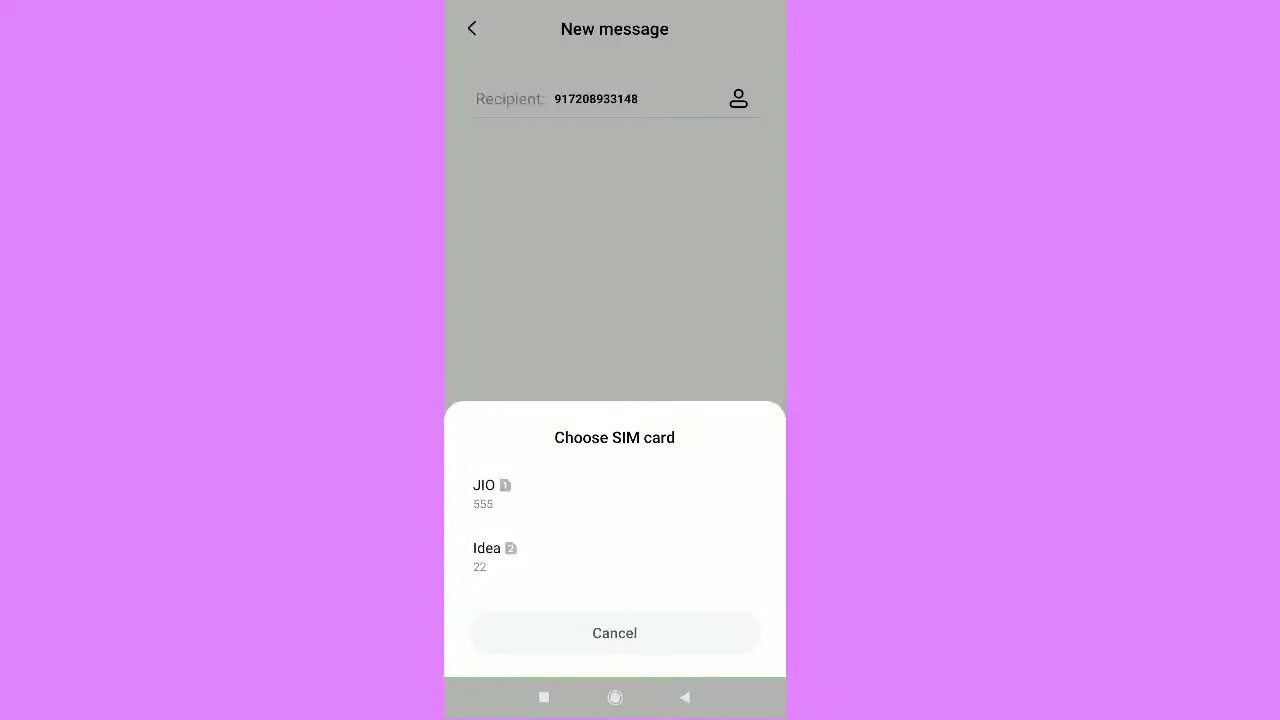 New message
Recipient: 917208933148
Choose SIM card
JIO 1
555
Idea 2
22
Cancel